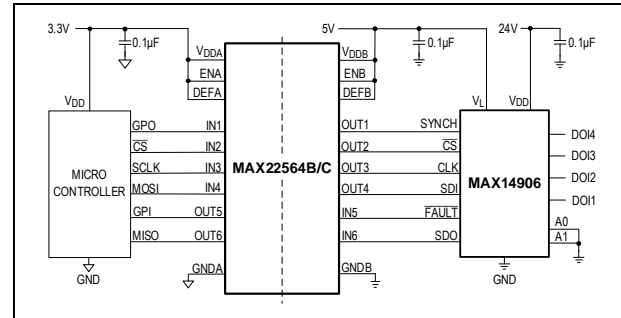 3.3V 5V 24V
0.1µF 0.1µF 0.1µF
VDDA VDDB
ENA ENB
DEFA DEFB
VDD VL VDD
GPO IN1 OUT1 SYNCH
CS IN2 OUT2 CS
SCLK IN3 OUT3 CLK
MOSI IN4 OUT4 SDI
GPI OUT5 IN5 FAULT
MISO OUT6 IN6 SDO
MICRO
CONTROLLER
MAX22564B/C
MAX14906
DOI4
DOI3
DOI2
DOI1
A0
A1
GNDA GNDB
GND GND